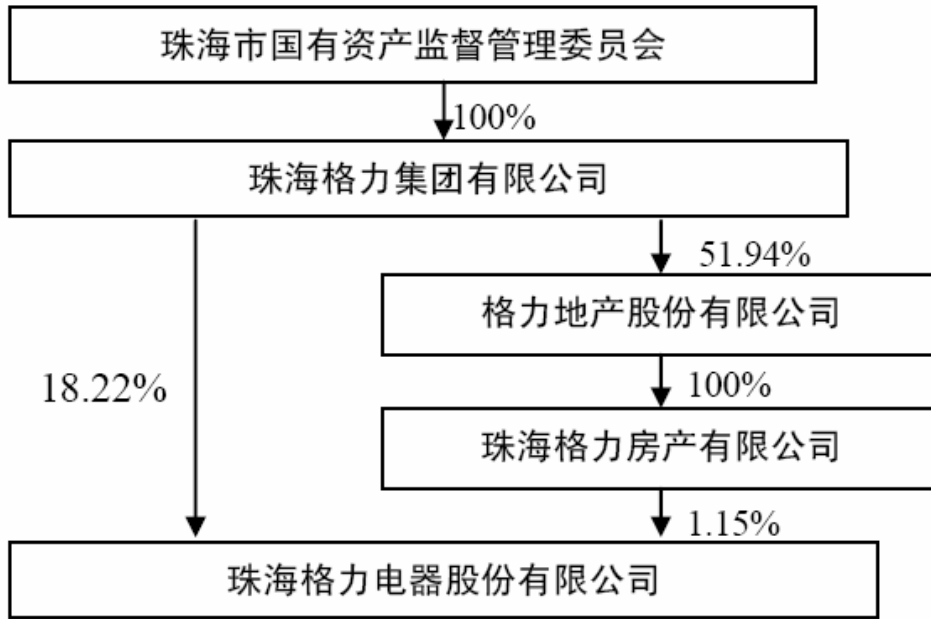 珠海市国有资产监督管理委员会
100%
珠海格力集团有限公司
51.94%
格力地产股份有限公司
18.22%
100%
珠海格力房产有限公司
1.15%
珠海格力电器股份有限公司